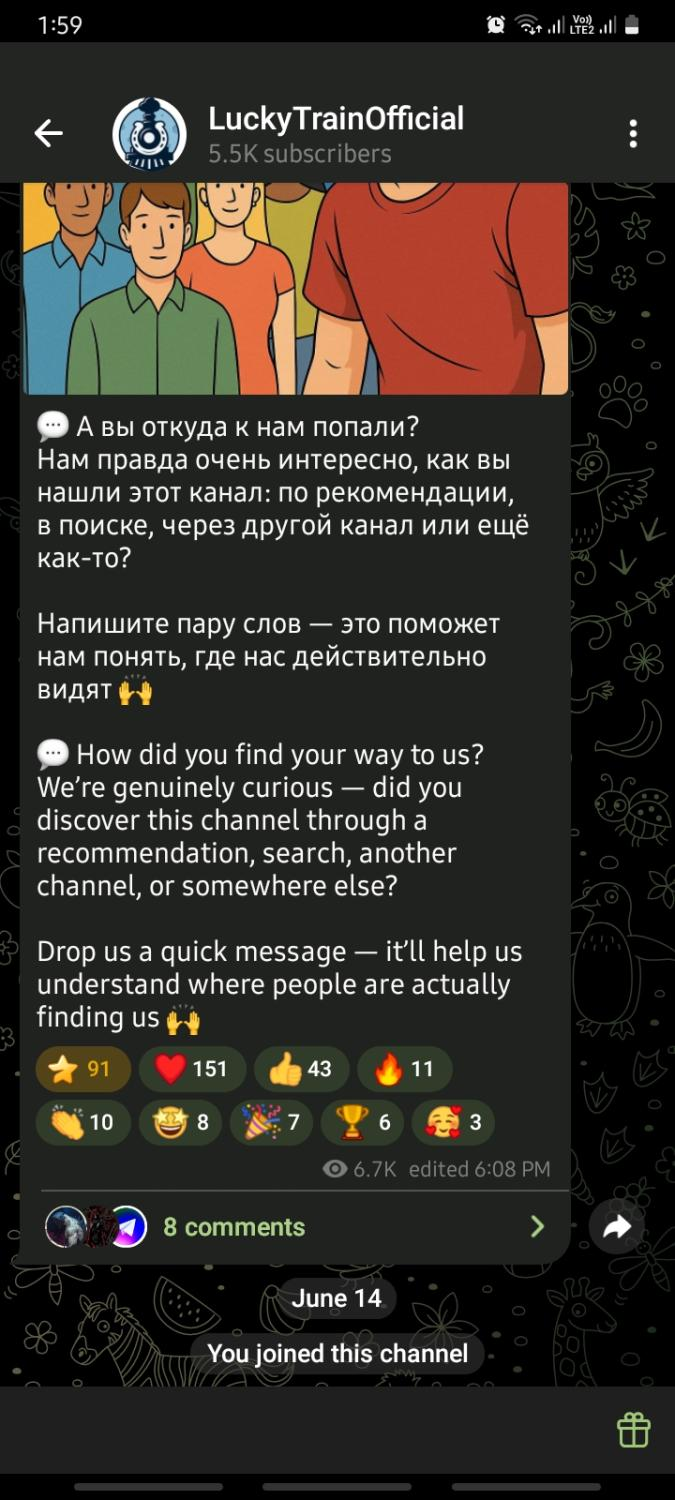 1:59
Vo))
LTE2
LuckyTrainOfficial
5.5K subscribers
А вы откуда к нам попали?
Нам правда очень интересно, как вы
нашли этот канал: по рекомендации,
в поиске, через другой канал или ещё
как-то?
Напишите пару слов — это поможет
нам понять, где нас действительно
видят 🙌
💬 How did you find your way to us?
We’re genuinely curious — did you
discover this channel through a
recommendation, search, another
channel, or somewhere else?
Drop us a quick message — it’ll help us
understand where people are actually
finding us 🙌
⭐ 91 ❤️ 151 👍 43 🔥 11
👏 10 🤩 8 🎉 7 🏆 6 🥰 3
6.7K edited 6:08 PM
8 comments
June 14
You joined this channel